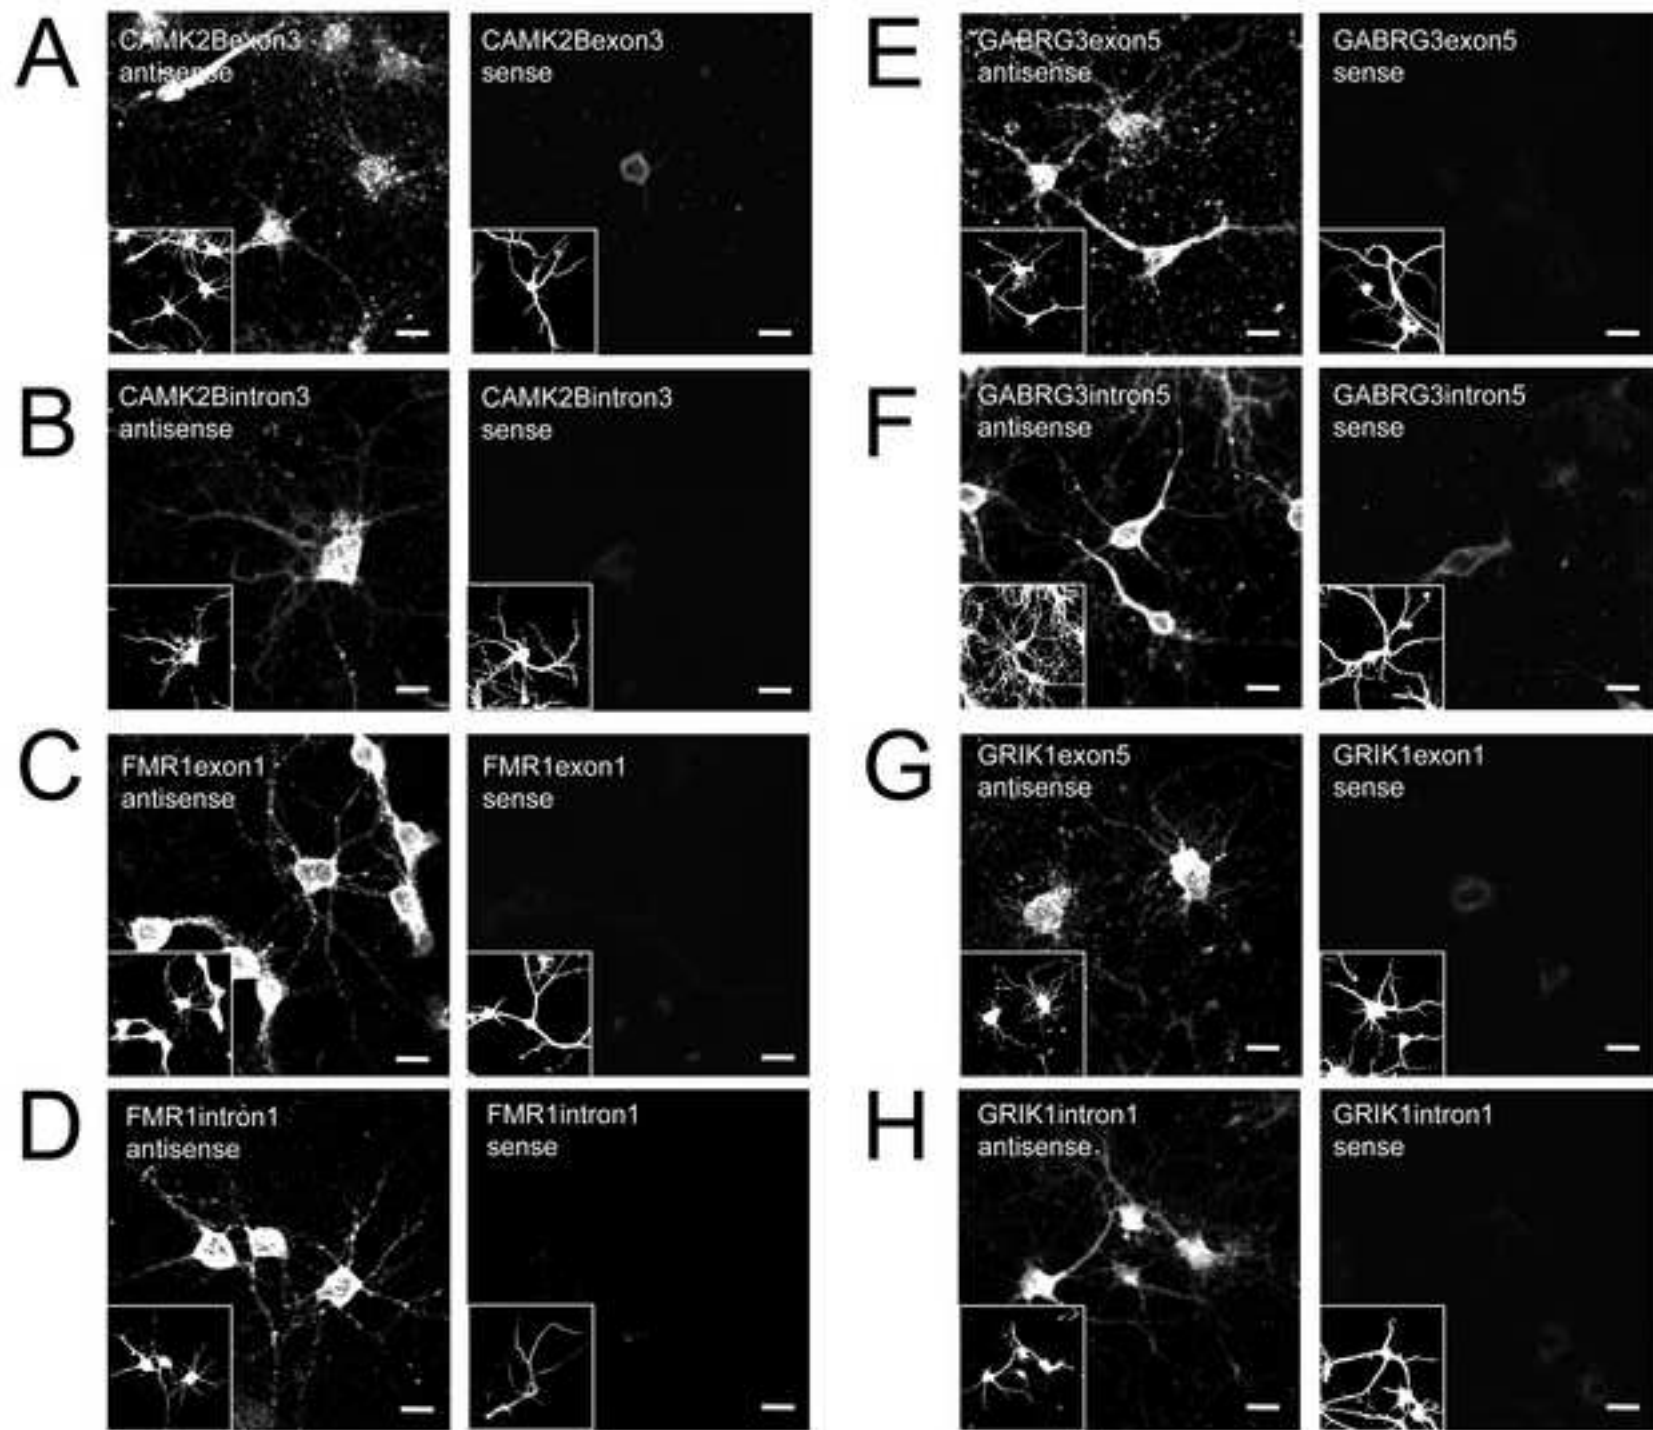 A
CAMK2Bexon3
antisense
CAMK2Bexon3
sense
E
GABRG3exon5
antisense
GABRG3exon5
sense
B
CAMK2Bintron3
antisense
CAMK2Bintron3
sense
F
GABRG3intron5
antisense
GABRG3intron5
sense
C
FMR1exon1
antisense
FMR1exon1
sense
G
GRIK1exon5
antisense
GRIK1exon1
sense
D
FMR1intron1
antisense
FMR1intron1
sense
H
GRIK1intron1
antisense
GRIK1intron1
sense